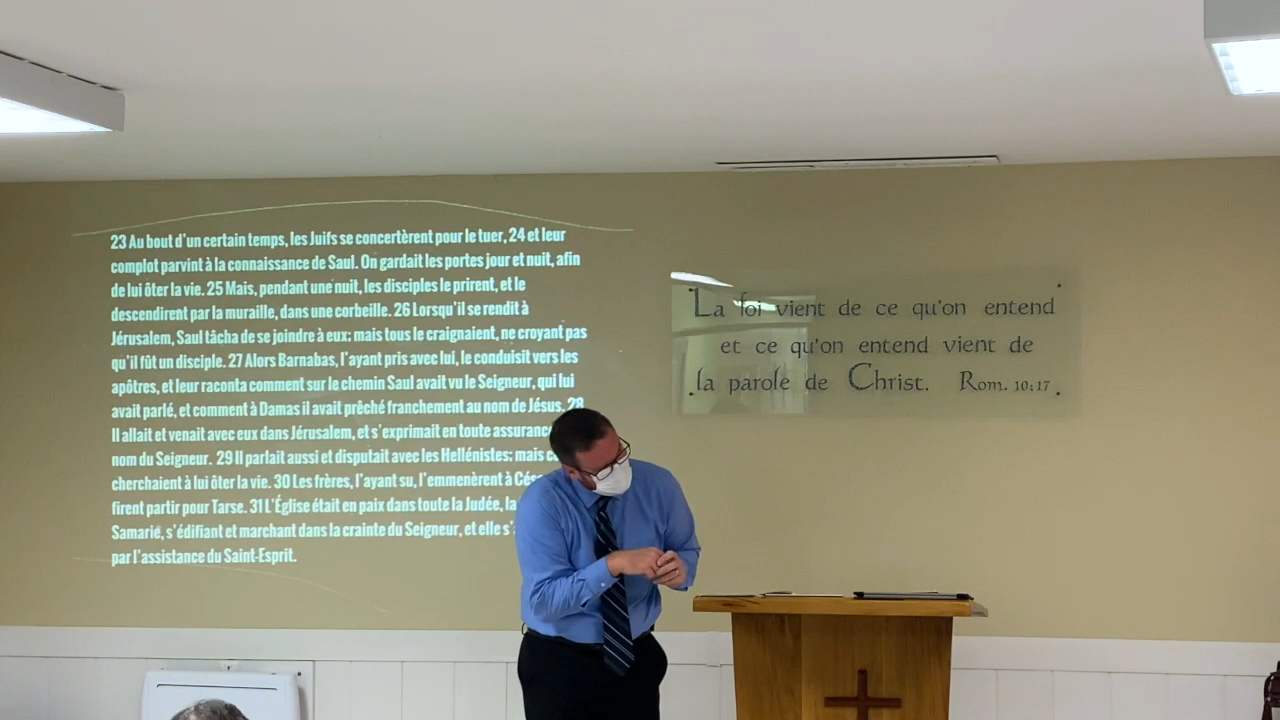 23 Au bout d'un certain temps, les Juifs se concertèrent pour le tuer, 24 et leur
complot parvint à la connaissance de Saul. On gardait les portes jour et nuit, afin
de lui ôter la vie. 25 Mais, pendant une nuit, les disciples le prirent, et le
descendirent par la muraille, dans une corbeille. 26 Lorsqu'il se rendit à
Jérusalem, Saul tâcha de se joindre à eux; mais tous le craignaient, ne croyant pas
qu'il fût un disciple. 27 Alors Barnabas, l'ayant pris avec lui, le conduisit vers les
apôtres, et leur raconta comment sur le chemin Saul avait vu le Seigneur, qui lui
avait parlé, et comment à Damas il avait prêché franchement au nom de Jésus. 28
Il allait et venait avec eux dans Jérusalem, et s'exprimait en toute assurance
nom du Seigneur. 29 Il parlait aussi et disputait avec les Hellénistes; mais
cherchaient à lui ôter la vie. 30 Les frères, l'ayant su, l'emmenèrent à
firent partir pour Tarse. 31 L'Église était en paix dans toute la Judée, la
Samarie, s'édifiant et marchant dans la crainte du Seigneur, et elle
par l'assistance du Saint-Esprit.
La foi vient de ce qu'on entend
et ce qu'on entend vient de
la parole de Christ. Rom. 10:17